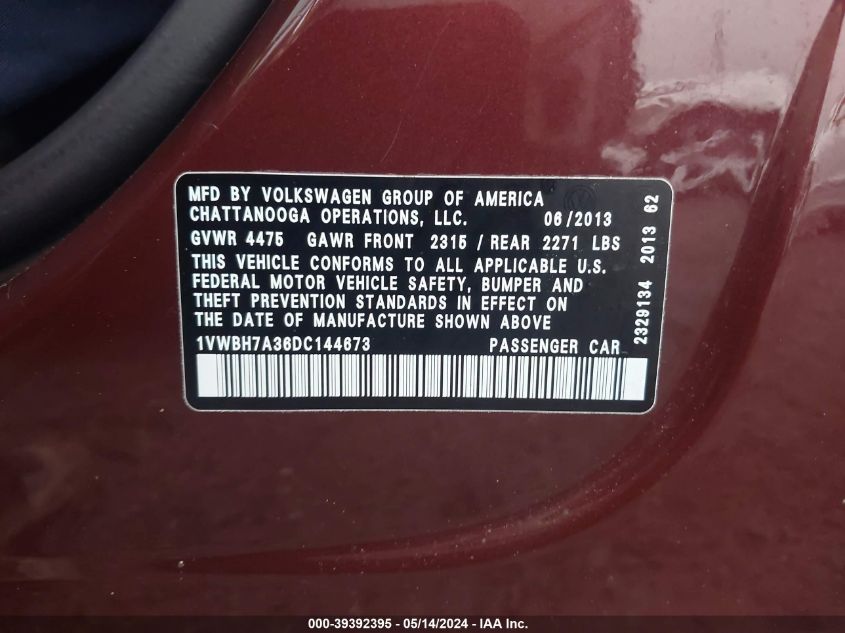 MFD BY VOLKSWAGEN GROUP OF AMERICA
CHATTANOOGA OPERATIONS, LLC. 06/2013
GVWR 4475 GAWR FRONT 2315 / REAR 2271 LBS
THIS VEHICLE CONFORMS TO ALL APPLICABLE U.S.
FEDERAL MOTOR VEHICLE SAFETY, BUMPER AND
THEFT PREVENTION STANDARDS IN EFFECT ON
THE DATE OF MANUFACTURE SHOWN ABOVE
1VWBH7A36DC144673 PASSENGER CAR
2329134 2013 62
000-39392395 - 05/14/2024 - IAA Inc.